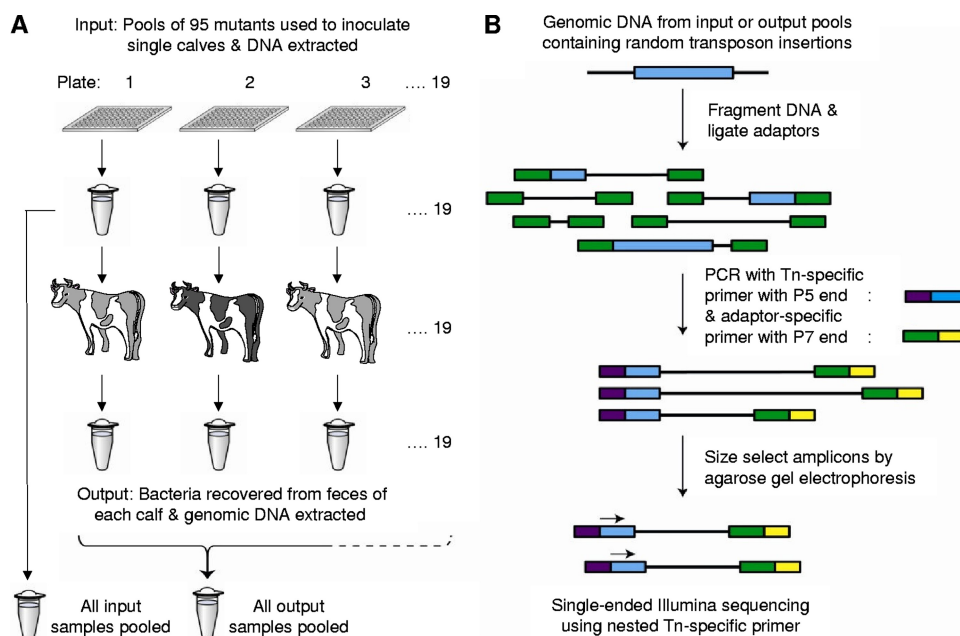 A
Input: Pools of 95 mutants used to inoculate
single calves & DNA extracted
Plate: 1 2 3 .... 19
.... 19
.... 19
.... 19
Output: Bacteria recovered from feces of
each calf & genomic DNA extracted
All input
samples pooled
All output
samples pooled
B
Genomic DNA from input or output pools
containing random transposon insertions
Fragment DNA &
ligate adaptors
PCR with Tn-specific
primer with P5 end :
& adaptor-specific
primer with P7 end :
Size select amplicons by
agarose gel electrophoresis
Single-ended Illumina sequencing
using nested Tn-specific primer